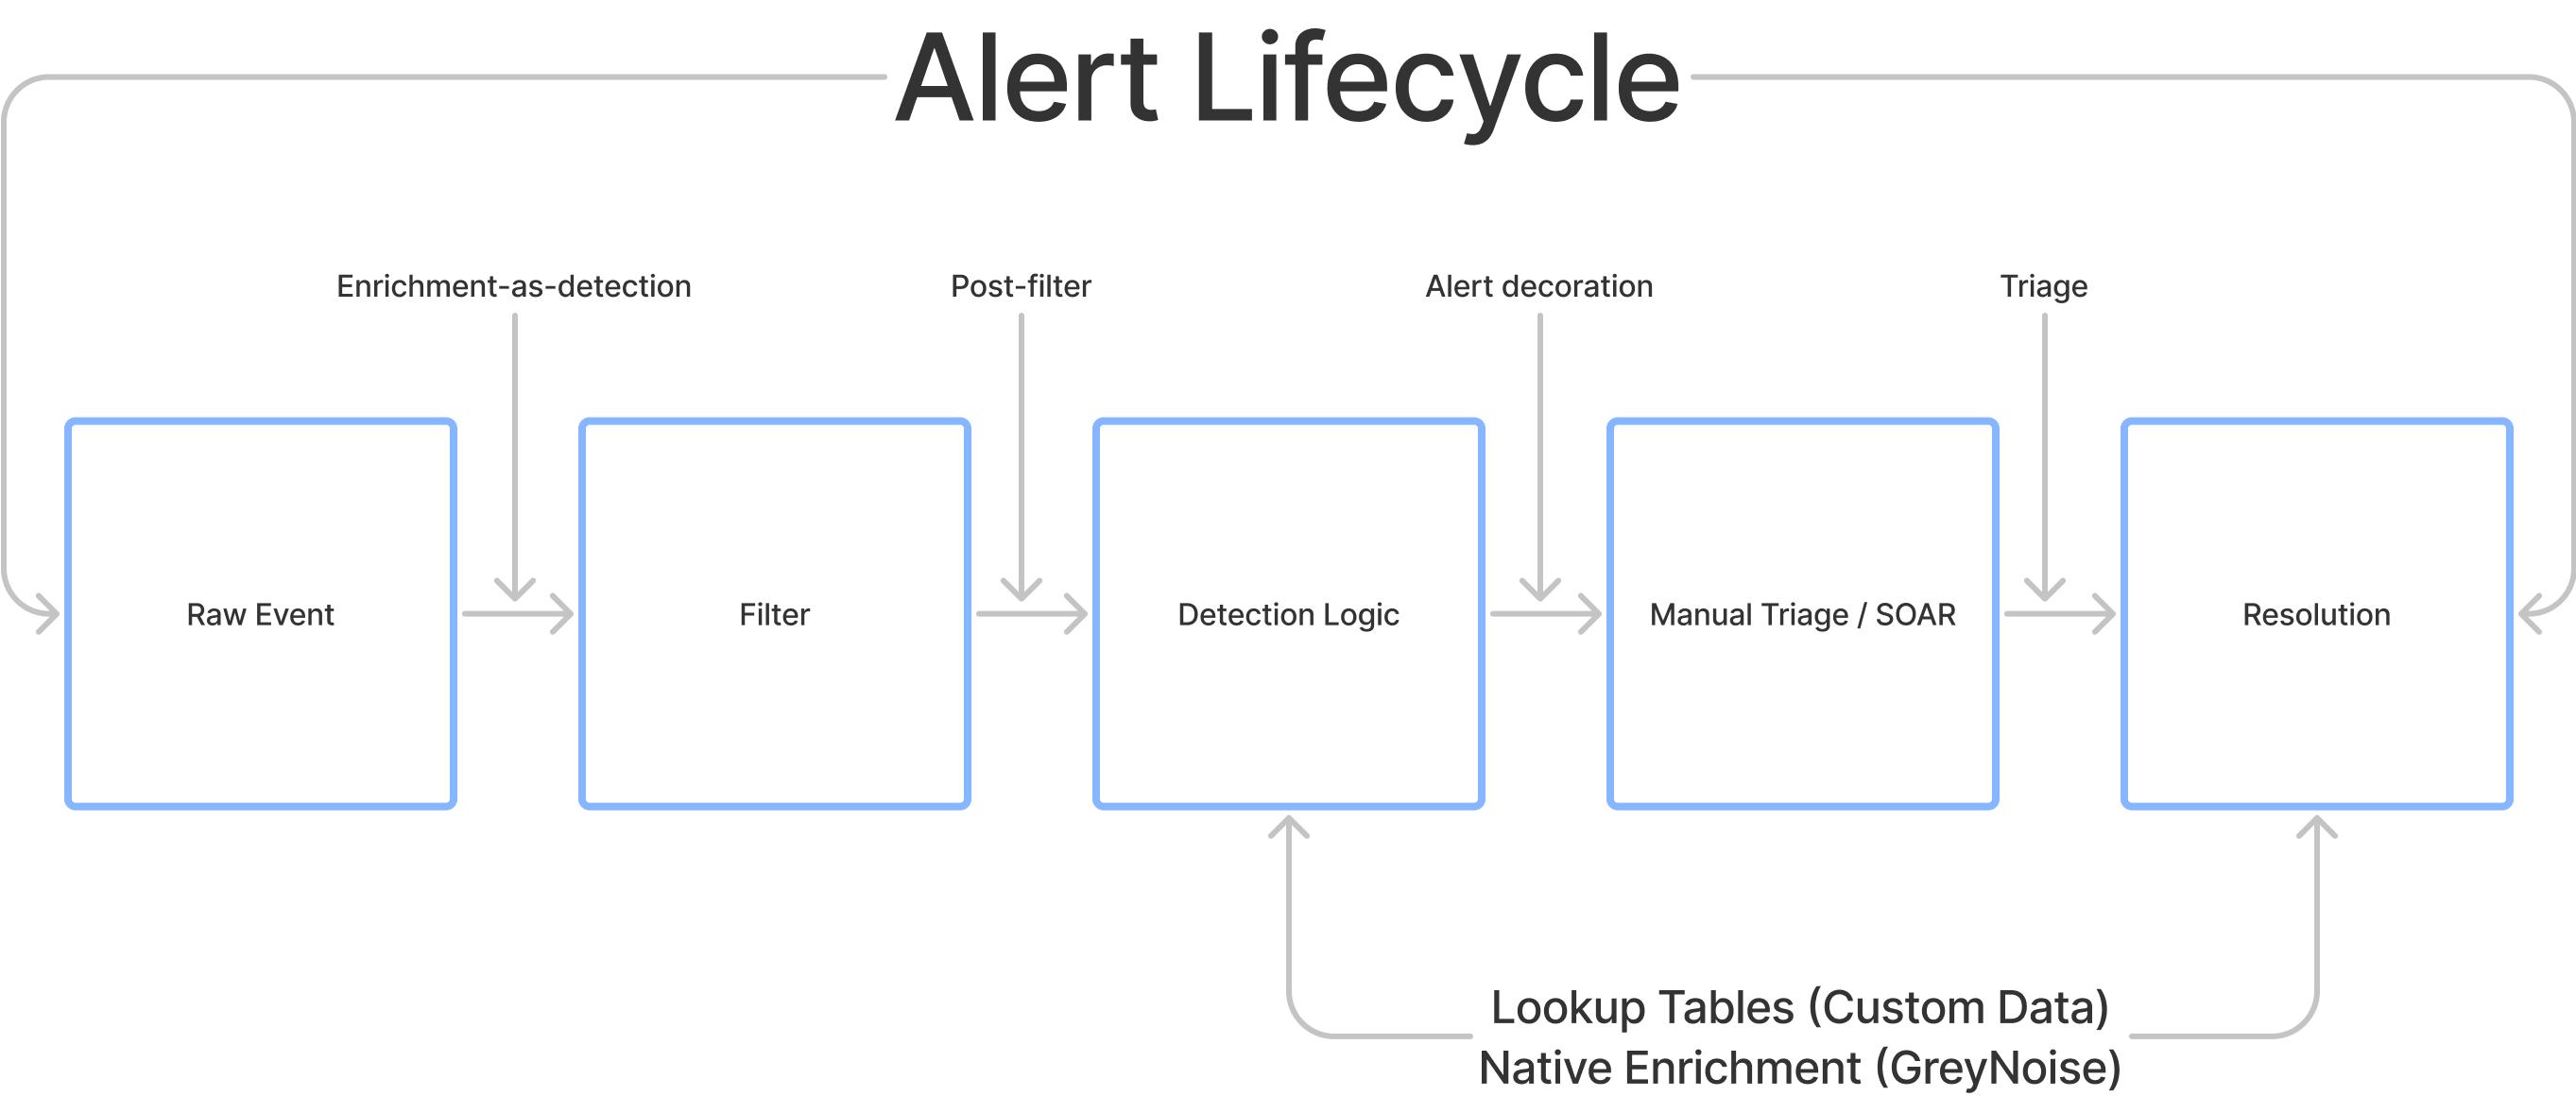 Alert Lifecycle
Enrichment-as-detection
Post-filter
Alert decoration
Triage
Raw Event
Filter
Detection Logic
Manual Triage / SOAR
Resolution
Lookup Tables (Custom Data)
Native Enrichment (GreyNoise)